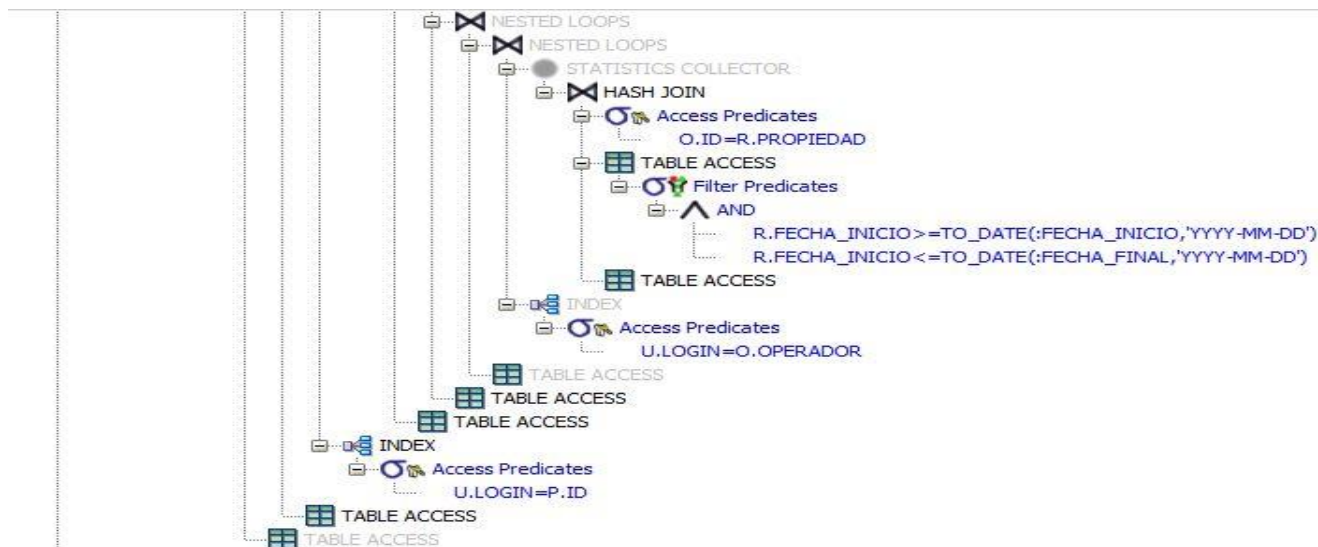 NESTED LOOPS
NESTED LOOPS
STATISTICS COLLECTOR
HASH JOIN
Access Predicates
O.ID=R.PROPIEDAD
TABLE ACCESS
Filter Predicates
AND
R.FECHA_INICIO>=TO_DATE(:FECHA_INICIO,'YYYY-MM-DD')
R.FECHA_INICIO<=TO_DATE(:FECHA_FINAL,'YYYY-MM-DD')
TABLE ACCESS
INDEX
Access Predicates
U.LOGIN=O.OPERADOR
TABLE ACCESS
TABLE ACCESS
TABLE ACCESS
INDEX
Access Predicates
U.LOGIN=P.ID
TABLE ACCESS
TABLE ACCESS